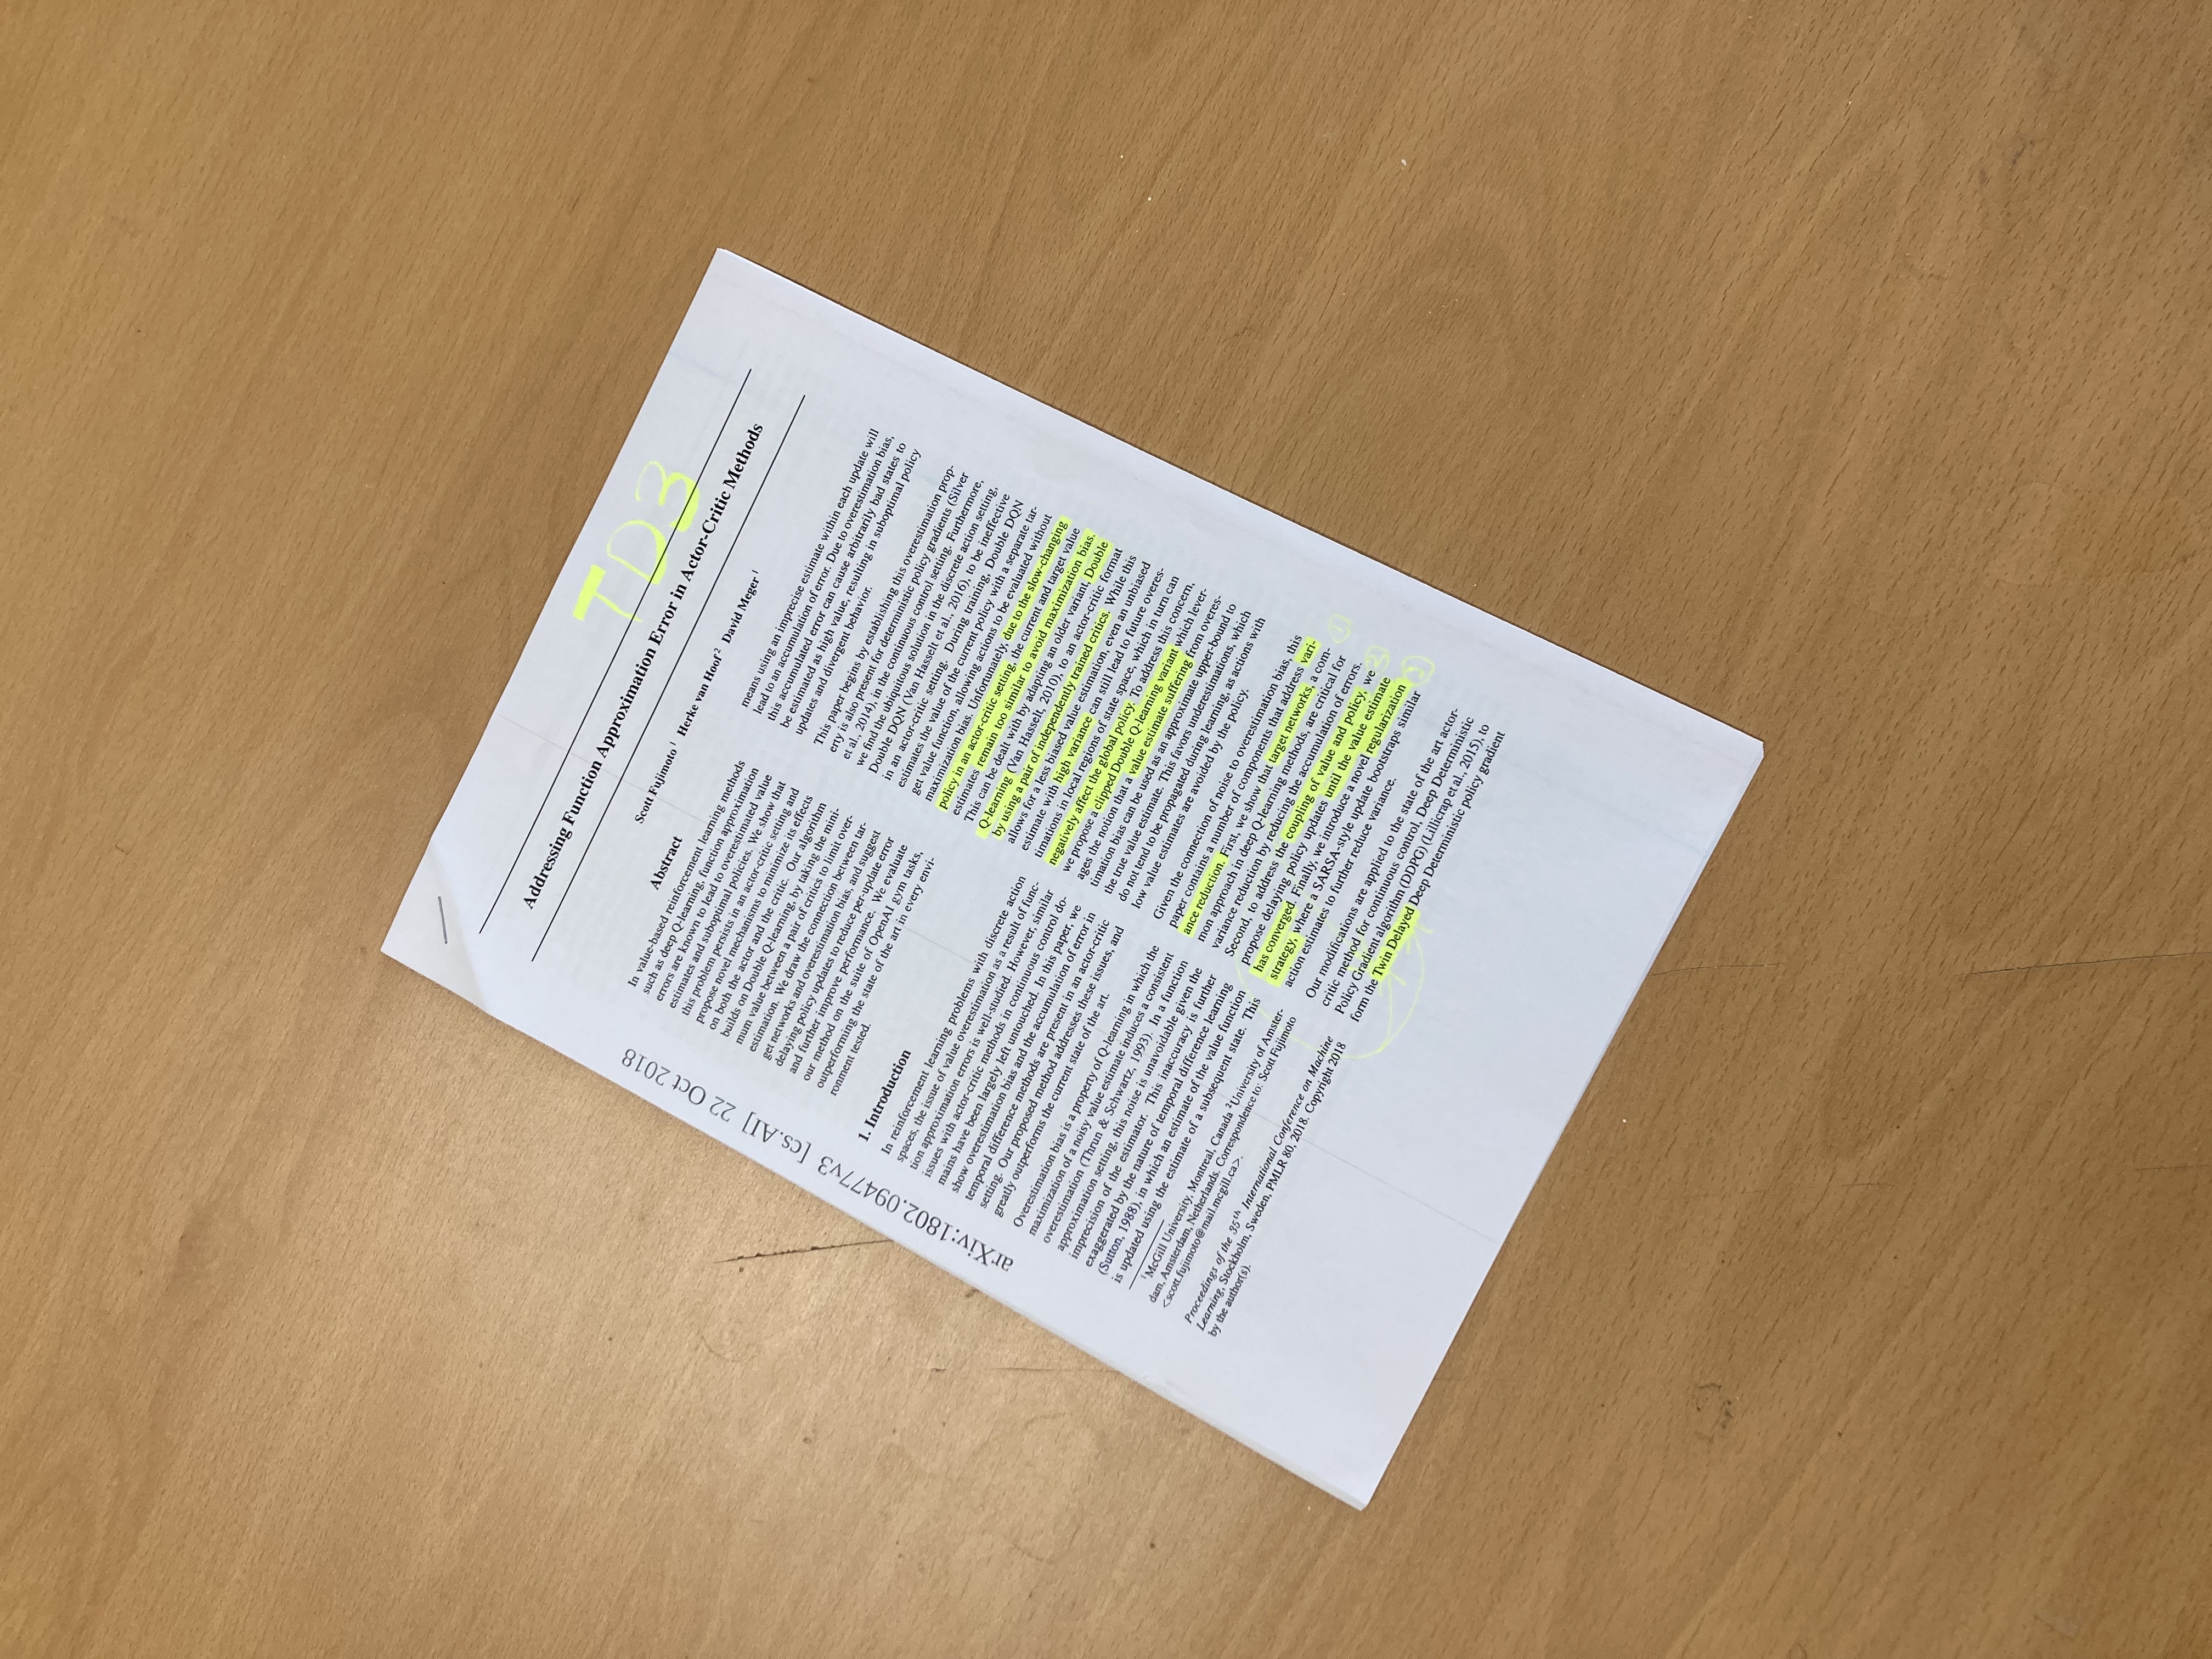 TD3
Addressing Function Approximation Error in Actor-Critic Methods
Scott Fujimoto 1 Herke van Hoof 2 David Meger 1
Abstract
In value-based reinforcement learning methods
such as deep Q-learning, function approximation
errors are known to lead to overestimated value
estimates and suboptimal policies. We show that
this problem persists in an actor-critic setting and
propose novel mechanisms to minimize its effects
on both the actor and the critic. Our algorithm
builds on Double Q-learning, by taking the mini-
mum value between a pair of critics to limit over-
estimation. We draw the connection between tar-
get networks and overestimation bias, and suggest
delaying policy updates to reduce per-update error
and further improve performance. We evaluate
our method on the suite of OpenAI gym tasks,
outperforming the state of the art in every envi-
ronment tested.
1. Introduction
In reinforcement learning problems with discrete action
spaces, the issue of value overestimation as a result of func-
tion approximation errors is well-studied. However, similar
issues with actor-critic methods in continuous control do-
mains have been largely left untouched. In this paper, we
show overestimation bias and the accumulation of error in
temporal difference methods are present in an actor-critic
setting. Our proposed method addresses these issues, and
greatly outperforms the current state of the art.
Overestimation bias is a property of Q-learning in which the
maximization of a noisy value estimate induces a consistent
overestimation (Thrun & Schwartz, 1993). In a function
approximation setting, this noise is unavoidable given the
imprecision of the estimator. This inaccuracy is further
exaggerated by the nature of temporal difference learning
(Sutton, 1988), in which an estimate of the value function
is updated using the estimate of a subsequent state. This
1 McGill University, Montreal, Canada 2 University of Amster-
dam, Amsterdam, Netherlands. Correspondence to: Scott Fujimoto
<scott.fujimoto@mail.mcgill.ca>.
Proceedings of the 35th International Conference on Machine
Learning, Stockholm, Sweden, PMLR 80, 2018. Copyright 2018
by the author(s).
means using an imprecise estimate within each update will
lead to an accumulation of error. Due to overestimation bias,
this accumulated error can cause arbitrarily bad states to
be estimated as high value, resulting in suboptimal policy
updates and divergent behavior.
This paper begins by establishing this overestimation prop-
erty is also present for deterministic policy gradients (Silver
et al., 2014), in the continuous control setting. Furthermore,
we find the ubiquitous solution in the discrete action setting,
Double DQN (Van Hasselt et al., 2016), to be ineffective
in an actor-critic setting. During training, Double DQN
estimates the value of the current policy with a separate tar-
get value function, allowing actions to be evaluated without
maximization bias. Unfortunately, due to the slow-changing
policy in an actor-critic setting, the current and target value
estimates remain too similar to avoid maximization bias.
This can be dealt with by adapting an older variant, Double
Q-learning (Van Hasselt, 2010), to an actor-critic format
by using a pair of independently trained critics. While this
allows for a less biased value estimation, even an unbiased
estimate with high variance can still lead to future overes-
timations in local regions of state space, which in turn can
negatively affect the global policy. To address this concern,
we propose a clipped Double Q-learning variant which lever-
ages the notion that a value estimate suffering from overes-
timation bias can be used as an approximate upper-bound to
the true value estimate. This favors underestimations, which
do not tend to be propagated during learning, as actions with
low value estimates are avoided by the policy.
Given the connection of noise to overestimation bias, this
paper contains a number of components that address vari-
ance reduction. First, we show that target networks, a com-
mon approach in deep Q-learning methods, are critical for
variance reduction by reducing the accumulation of errors.
Second, to address the coupling of value and policy, we
propose delaying policy updates until the value estimate
has converged. Finally, we introduce a novel regularization
strategy, where a SARSA-style update bootstraps similar
action estimates to further reduce variance.
Our modifications are applied to the state of the art actor-
critic method for continuous control, Deep Deterministic
Policy Gradient algorithm (DDPG) (Lillicrap et al., 2015), to
form the Twin Delayed Deep Deterministic policy gradient
arXiv:1802.09477v3 [cs.AI] 22 Oct 2018